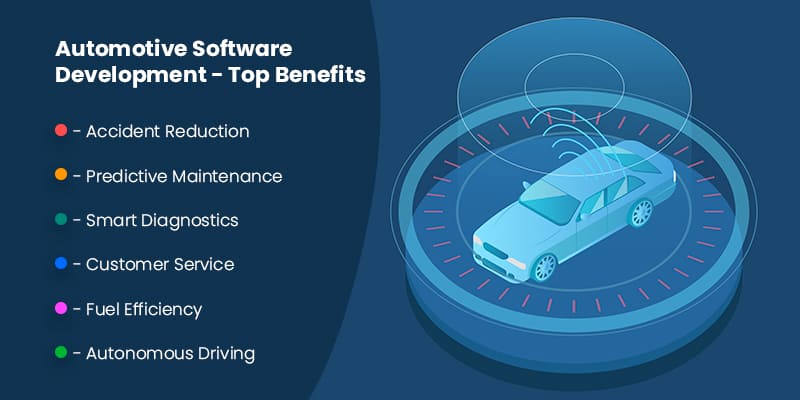 Automotive Software
Development - Top Benefits
- Accident Reduction
- Predictive Maintenance
- Smart Diagnostics
- Customer Service
- Fuel Efficiency
- Autonomous Driving